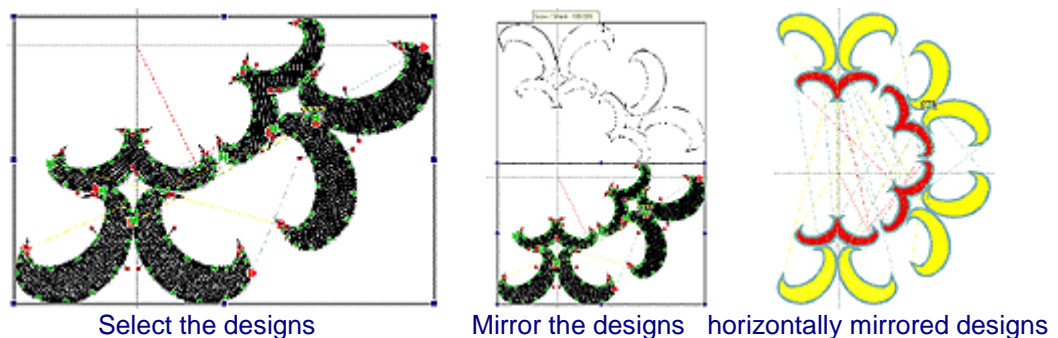 Select the designs
Mirror the designs
horizontally mirrored designs